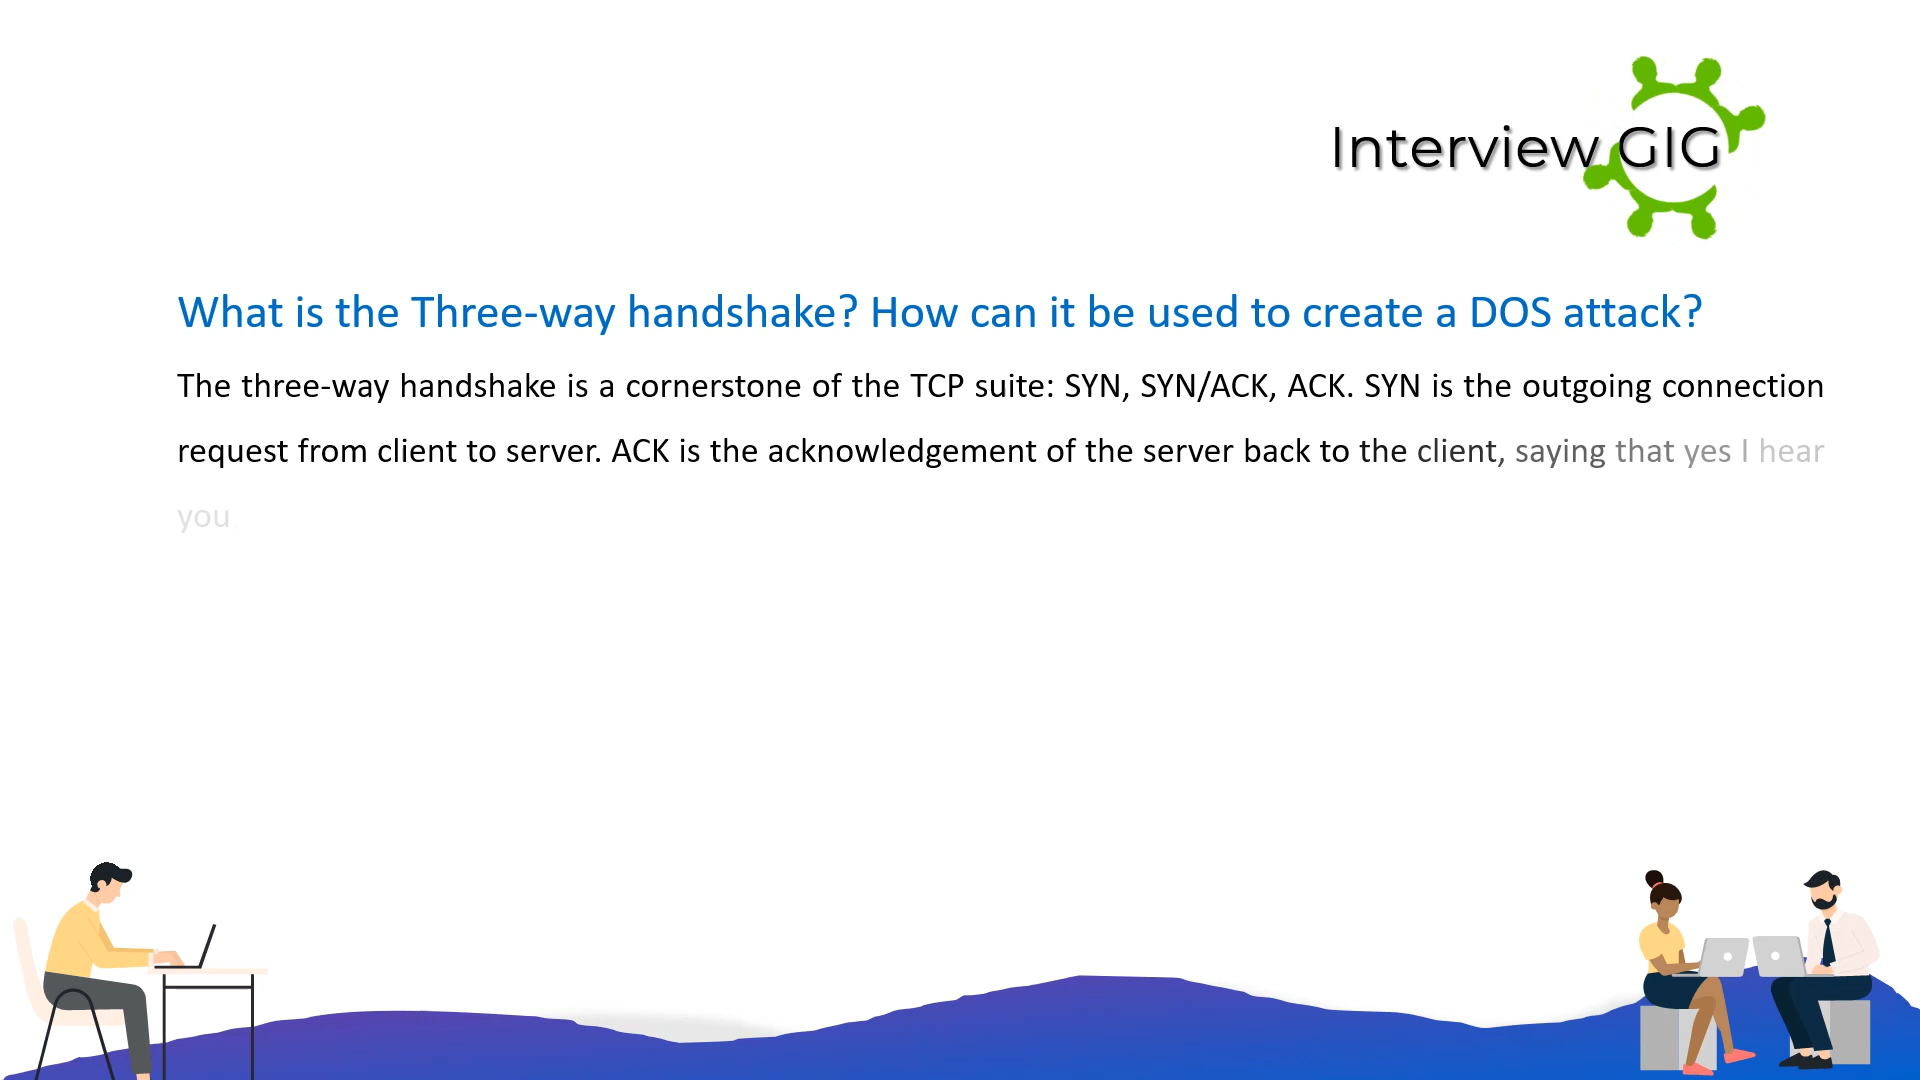 Interview GIG
What is the Three-way handshake? How can it be used to create a DOS attack?
The three-way handshake is a cornerstone of the TCP suite: SYN, SYN/ACK, ACK. SYN is the outgoing connection
request from client to server. ACK is the acknowledgement of the server back to the client, saying that yes I hear
you